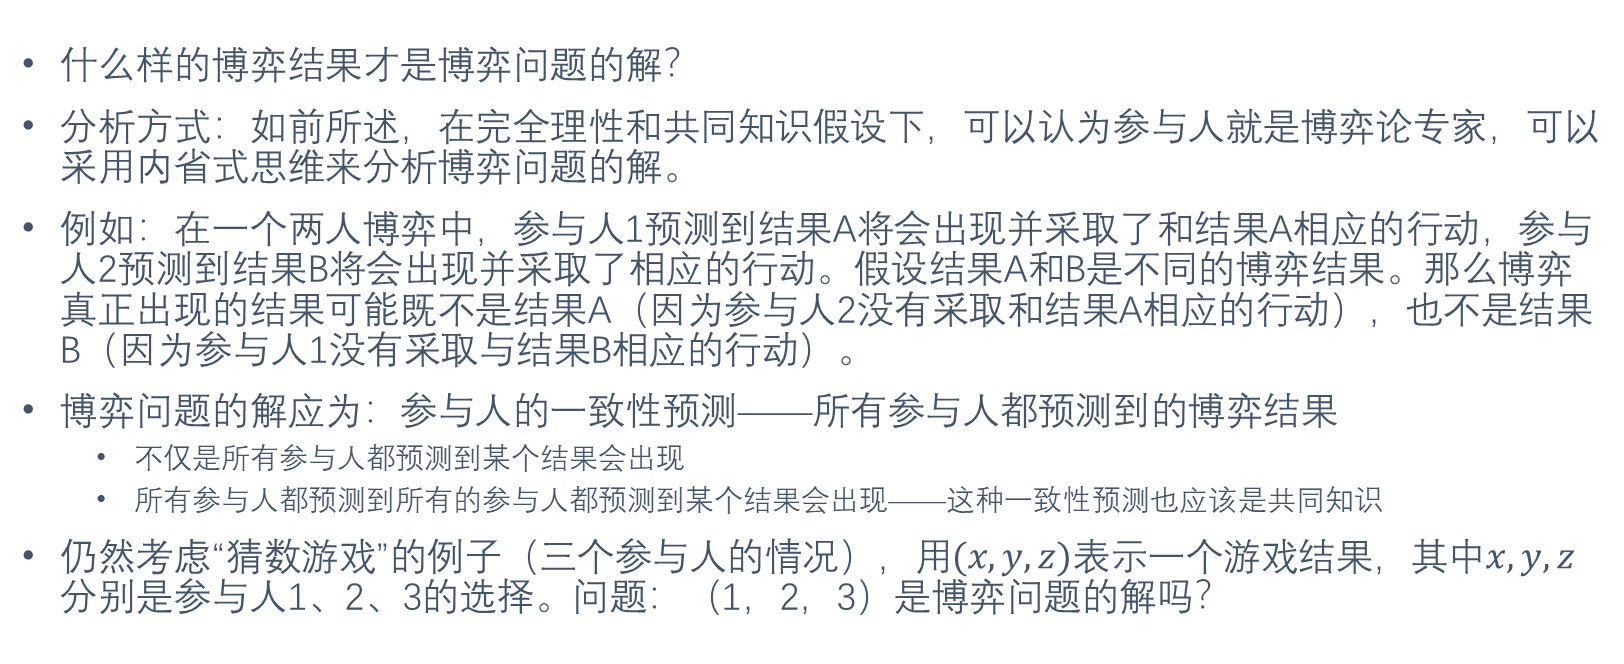 • 什么样的博弈结果才是博弈问题的解？
• 分析方式：如前所述，在完全理性和共同知识假设下，可以认为参与人就是博弈论专家，可以
采用内省式思维来分析博弈问题的解。
• 例如：在一个两人博弈中，参与人1预测到结果A将会出现并采取了和结果A相应的行动，参与
人2预测到结果B将会出现并采取了相应的行动。假设结果A和B是不同的博弈结果。那么博弈
真正出现的结果可能既不是结果A（因为参与人2没有采取和结果A相应的行动），也不是结果
B（因为参与人1没有采取与结果B相应的行动）。
• 博弈问题的解应为：参与人的一致性预测——所有参与人都预测到的博弈结果
• 不仅是所有参与人都预测到某个结果会出现
• 所有参与人都预测到所有的参与人都预测到某个结果会出现——这种一致性预测也应该是共同知识
• 仍然考虑“猜数游戏”的例子（三个参与人的情况），用(x, y, z)表示一个游戏结果，其中x, y, z
分别是参与人1、2、3的选择。问题：（1，2，3）是博弈问题的解吗？